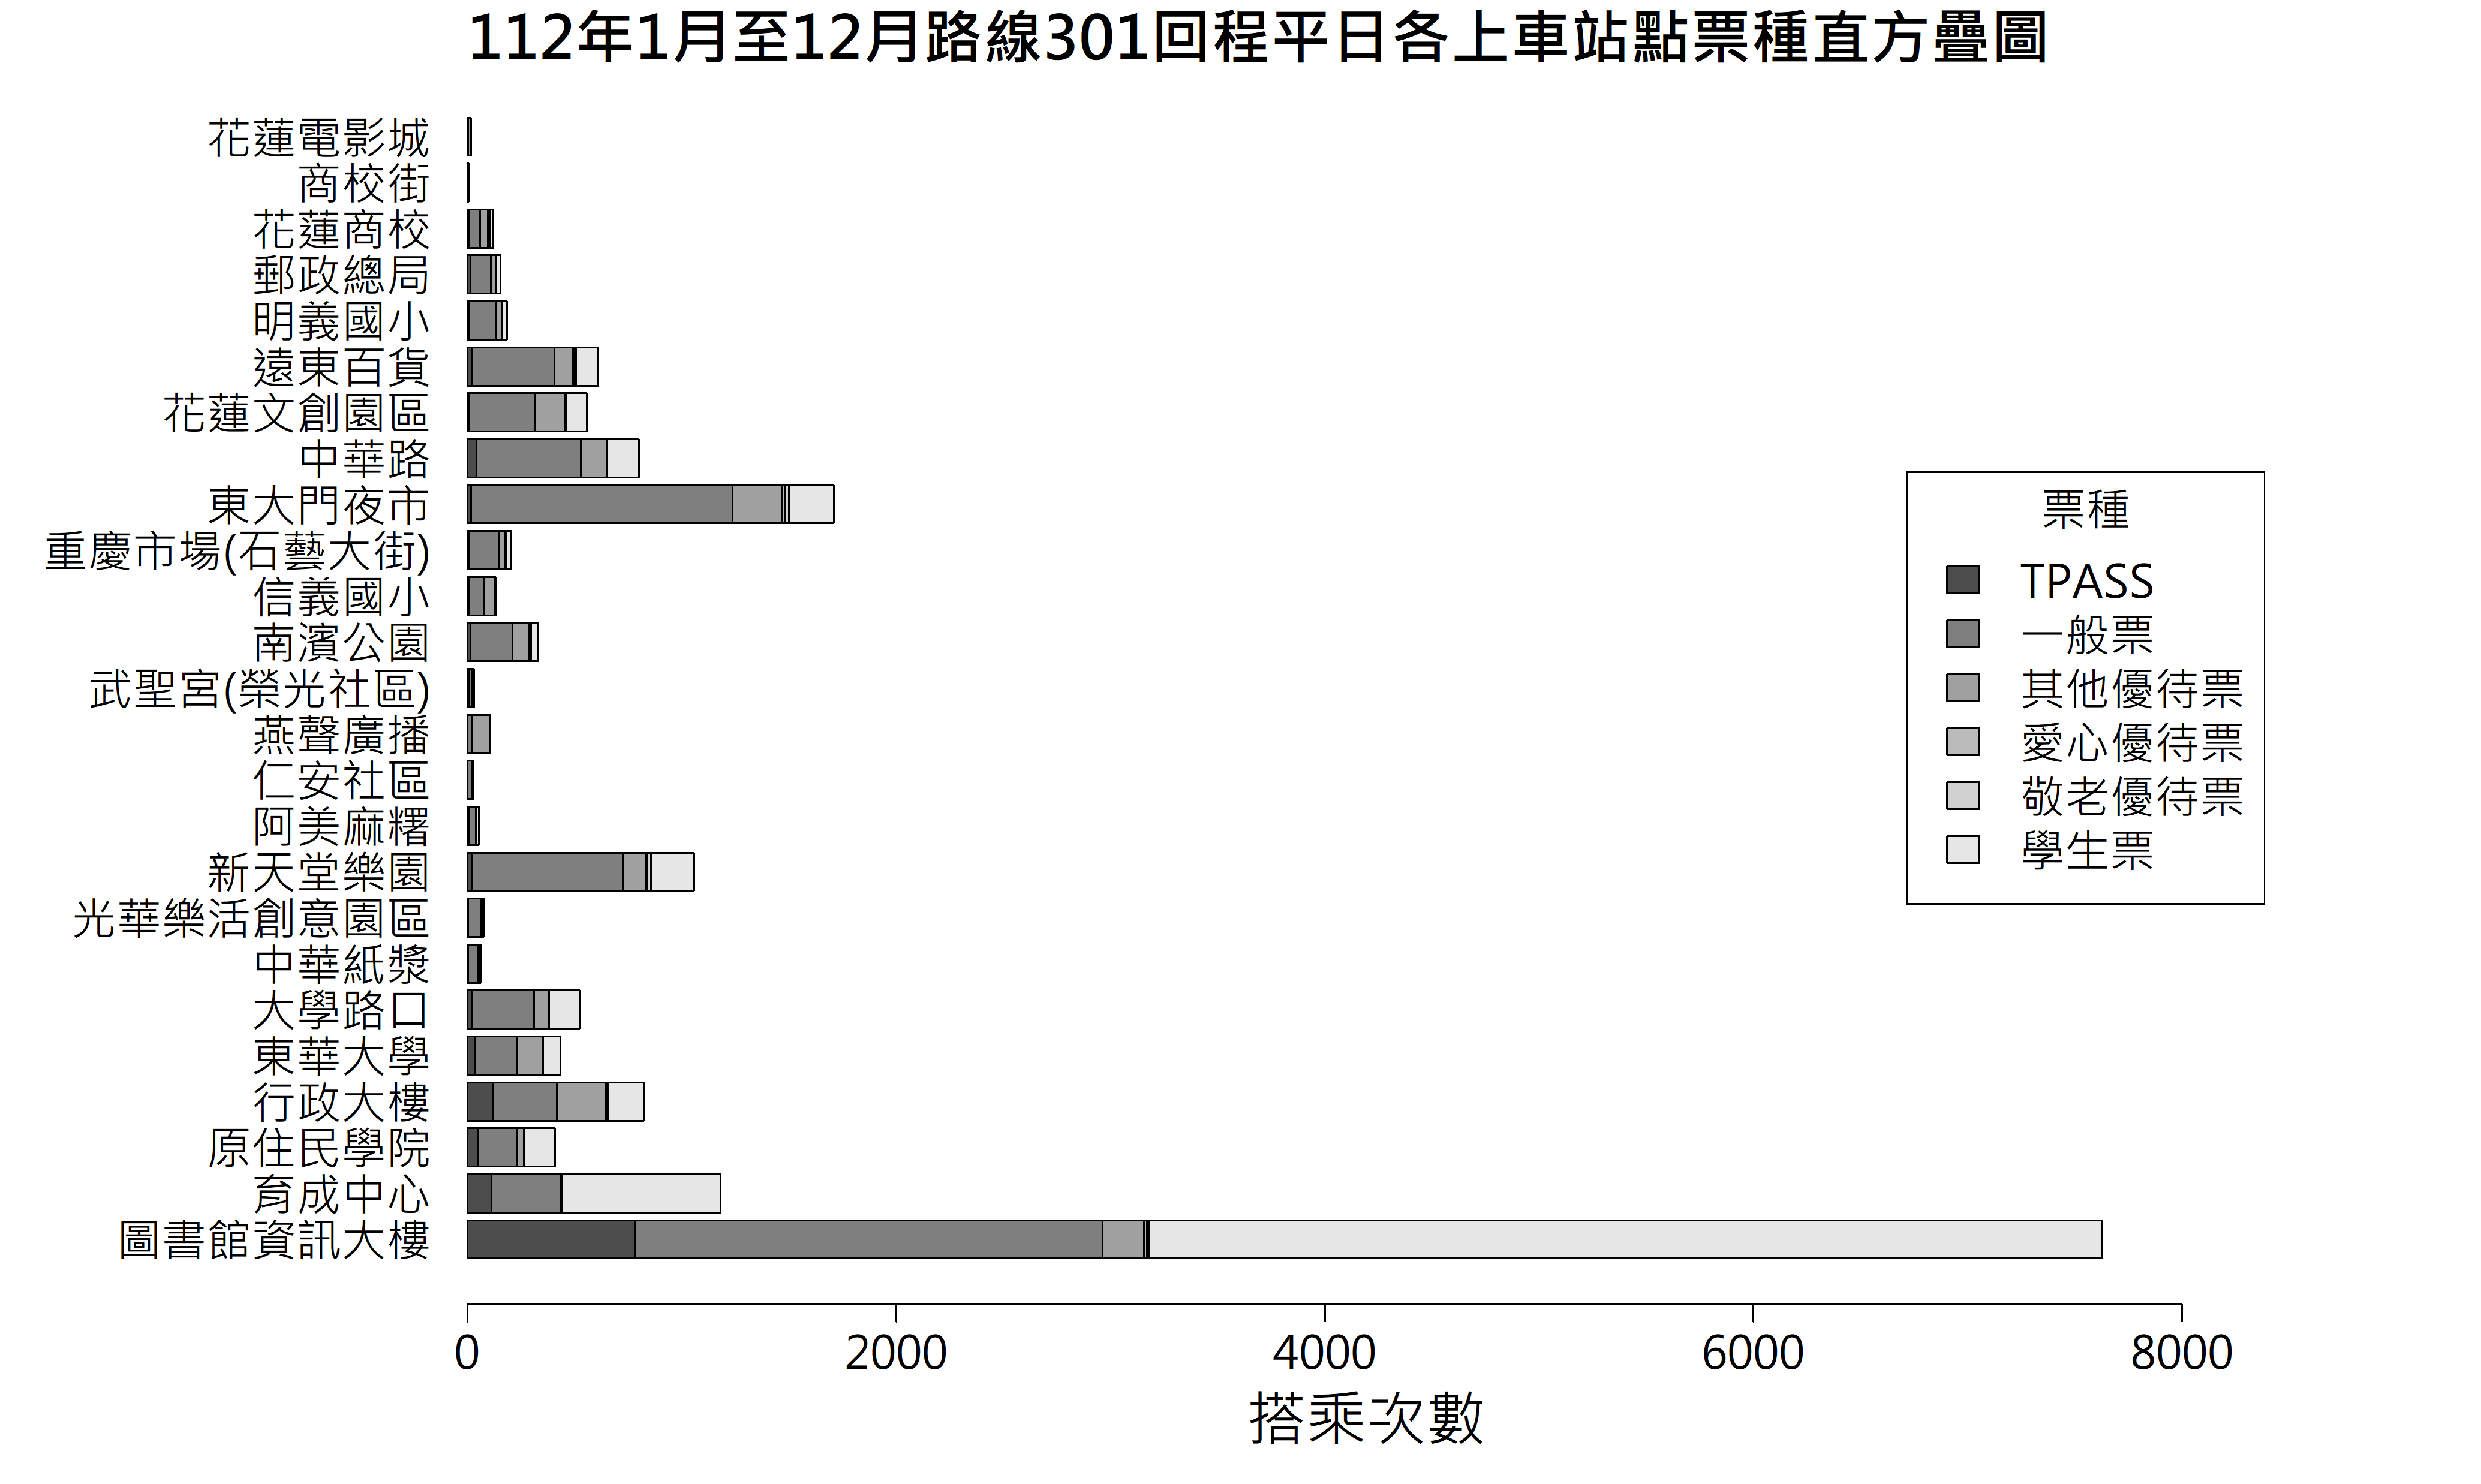 112年1月至12月路線301回程平日各上車站點票種直方疊圖
花蓮電影城
商校街
花蓮商校
郵政總局
明義國小
遠東百貨
花蓮文創園區
中華路
東大門夜市
重慶市場(石藝大街)
信義國小
南濱公園
武聖宮(榮光社區)
燕聲廣播
仁安社區
阿美麻糬
新天堂樂園
光華樂活創意園區
中華紙漿
大學路口
東華大學
行政大樓
原住民學院
育成中心
圖書館資訊大樓
票種
TPASS
一般票
其他優待票
愛心優待票
敬老優待票
學生票
0 2000 4000 6000 8000
搭乘次數